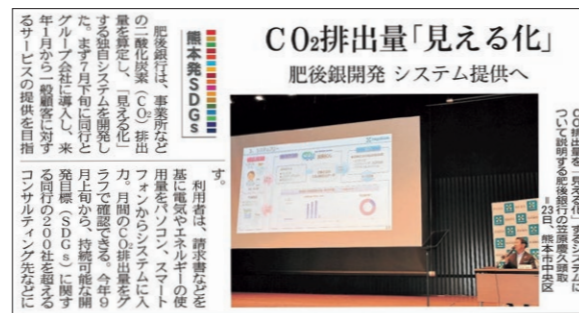 CO₂排出量「見える化」
肥後銀開発 システム提供へ
熊本発SDGs
肥後銀行は、事業所など
の二酸化炭素(CO₂)排出
量を算定し、「見える化」
する独自システムを開発し
た。まず7月下旬に同行と
グループ会社に導入し、来
年1月から一般顧客に対す
るサービスの提供を目指
す。
利用者は、請求書などを
基に電気やエネルギーの使
用量をパソコン、スマート
フォンからシステムに入
力。月間のCO₂排出量をグ
ラフで確認できる。今年9
月上旬から、持続可能な開
発目標(SDGs)に関す
る同行の200社を超える
コンサルティング先などに
CO₂排出量を「見える化」するシステムに
ついて説明する肥後銀行の笠原慶久頭取
=23日、熊本市中央区